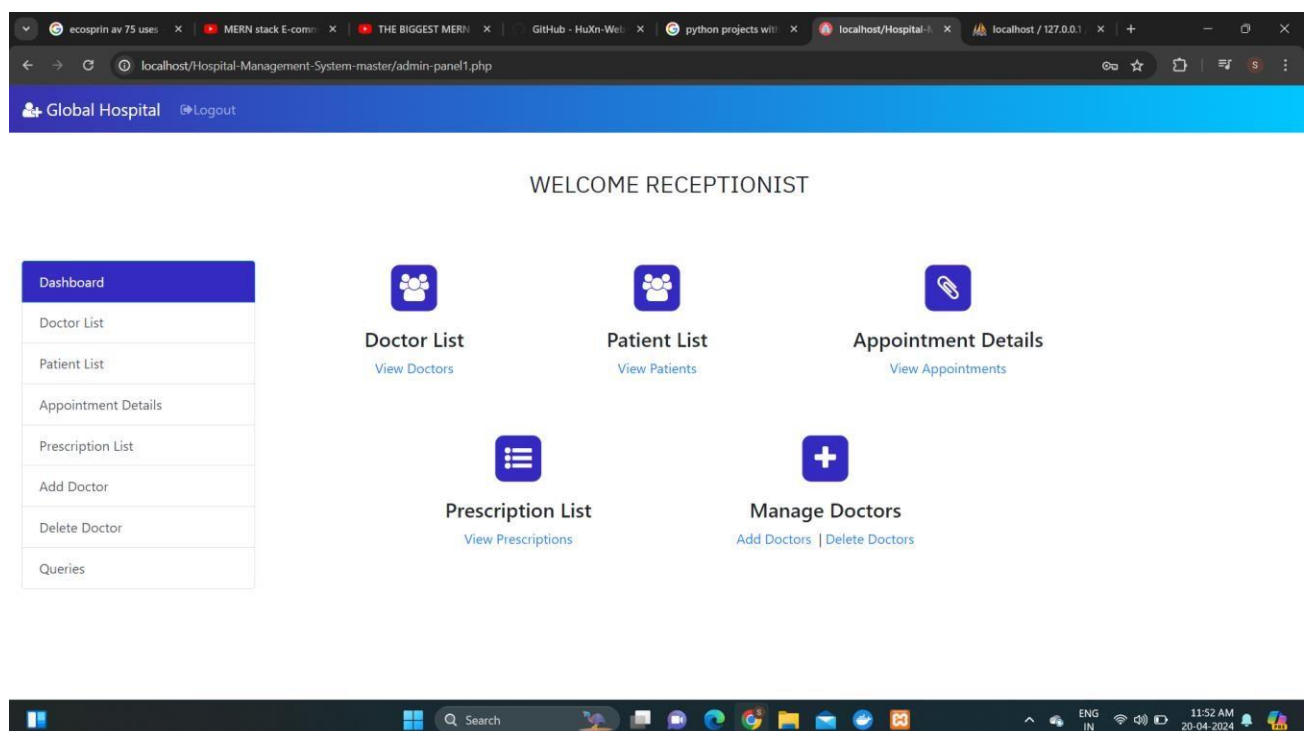 ecosprin av 75 uses
MERN stack E-comm
THE BIGGEST MERN
GitHub - HuXn-Web
python projects with
localhost/Hospital-M
localhost / 127.0.0.1
localhost/Hospital-Management-System-master/admin-panel1.php
S
Global Hospital Logout
WELCOME RECEPTIONIST
Dashboard
Doctor List
Patient List
Appointment Details
Prescription List
Add Doctor
Delete Doctor
Queries
Doctor List
View Doctors
Patient List
View Patients
Appointment Details
View Appointments
Prescription List
View Prescriptions
Manage Doctors
Add Doctors | Delete Doctors
Search
ENG
IN
11:52 AM
20-04-2024